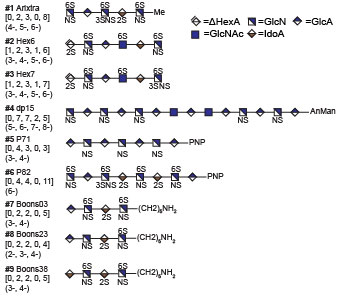 #1 Arixtra 6S 6S 6S
[0, 2, 3, 0, 8] Me
(4-, 5-, 6-) NS 3SNS 2S NS
=ΔHexA =GlcN =GlcA
=GlcNAc =IdoA
#2 Hex6 6S 6S 6S
[1, 2, 3, 1, 6]
(3-, 4-, 5-, 6-) 2S NS NS
#3 Hex7 6S 6S 6S
[1, 2, 3, 1, 7]
(3-, 4-, 5-, 6-) 2S NS 3SNS
#4 dp15
[0, 7, 7, 2, 5] AnMan
(5-, 6-, 7-, 8-) NS NS NS NS NS
#5 P71
[0, 4, 3, 0, 3] PNP
(3-, 4-) NS NS NS
#6 P82 6S 6S 6S 6S
[0, 4, 4, 0, 11] PNP
(6-) NS 3SNS 2S NS 2S NS
#7 Boons03 6S 6S
[0, 2, 2, 0, 5] (CH2)5NH2
(3-, 4-) NS 2S NS
#8 Boons23 6S 6S
[0, 2, 2, 0, 4] (CH2)5NH2
(2-, 3-, 4-) NS 2S NS
#9 Boons38 6S 6S
[0, 2, 2, 0, 5] (CH2)5NH2
(3-, 4-) NS 2S NS